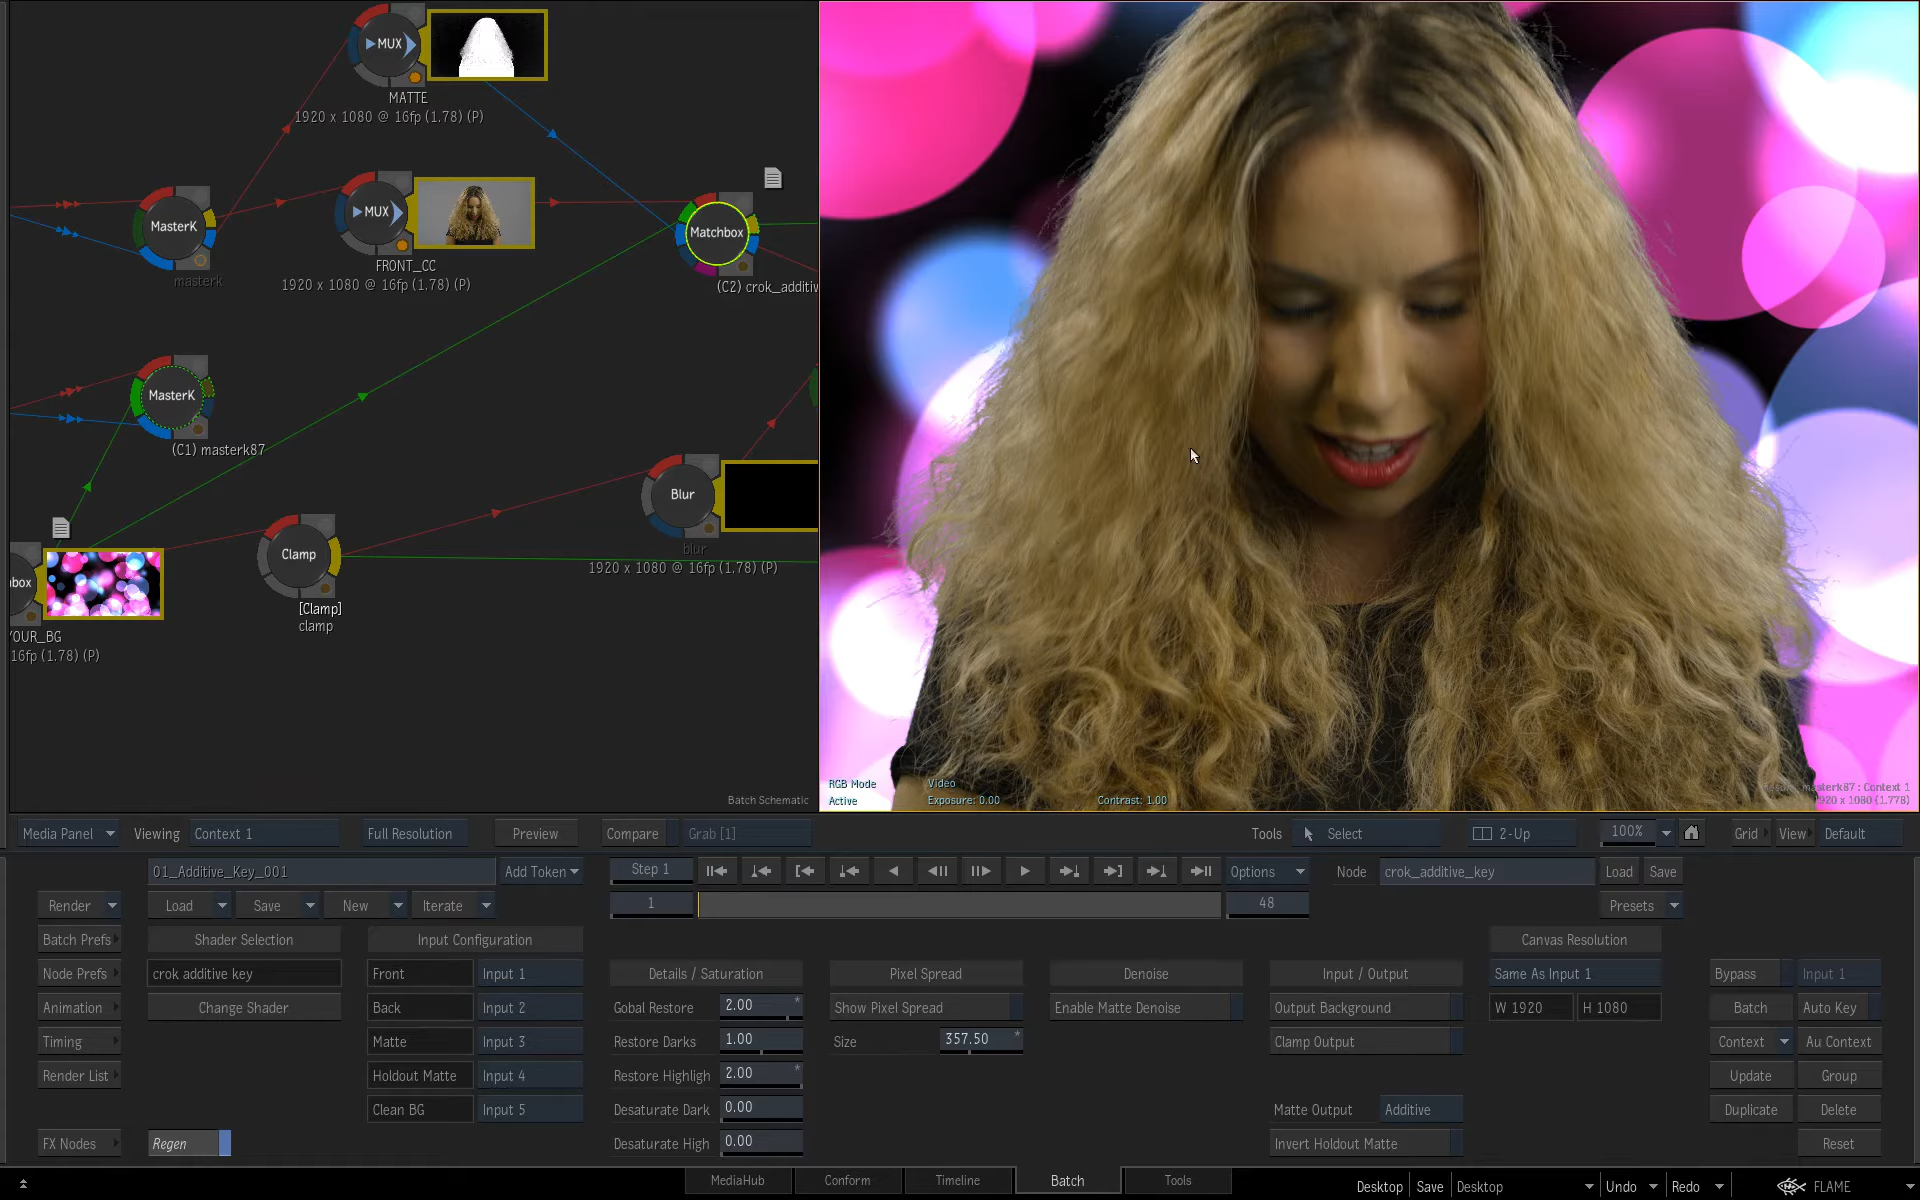 MUX
MATTE
1920 x 1080 @ 16fp (1.78) (P)
MasterK
masterk
MUX
FRONT_CC
1920 x 1080 @ 16fp (1.78) (P)
Matchbox
(C2) crok_additiv
MasterK
(C1) masterk87
Blur
blur
1920 x 1080 @ 16fp (1.78) (P)
Clamp
[Clamp]
clamp
box
YOUR_BG
16fp (1.78) (P)
Batch Schematic
RGB Mode Video
Active Exposure: 0.00 Contrast: 1.00
masterk87 : Context 1
1920 x 1080 (1.778)
Media Panel Viewing Context 1 Full Resolution Preview Compare Grab [1] Tools Select 2-Up 100% Grid View Default
01_Additive_Key_001 Add Token Step 1 Options Node crok_additive_key Load Save
Render Load Save New Iterate 1 48 Presets
Batch Prefs Shader Selection Input Configuration Canvas Resolution
Node Prefs crok additive key Front Input 1 Details / Saturation Pixel Spread Denoise Input / Output Same As Input 1 Bypass Input 1
Animation Change Shader Back Input 2 Gobal Restore 2.00 Show Pixel Spread Enable Matte Denoise Output Background W 1920 H 1080 Batch Auto Key
Timing Matte Input 3 Restore Darks 1.00 Size 357.50 Clamp Output Context Au Context
Render List Holdout Matte Input 4 Restore Highligh 2.00 Update Group
Clean BG Input 5 Desaturate Dark 0.00 Matte Output Additive Duplicate Delete
FX Nodes Regen Desaturate High 0.00 Invert Holdout Matte Reset
MediaHub Conform Timeline Batch Tools
Desktop Save Desktop Undo Redo FLAME